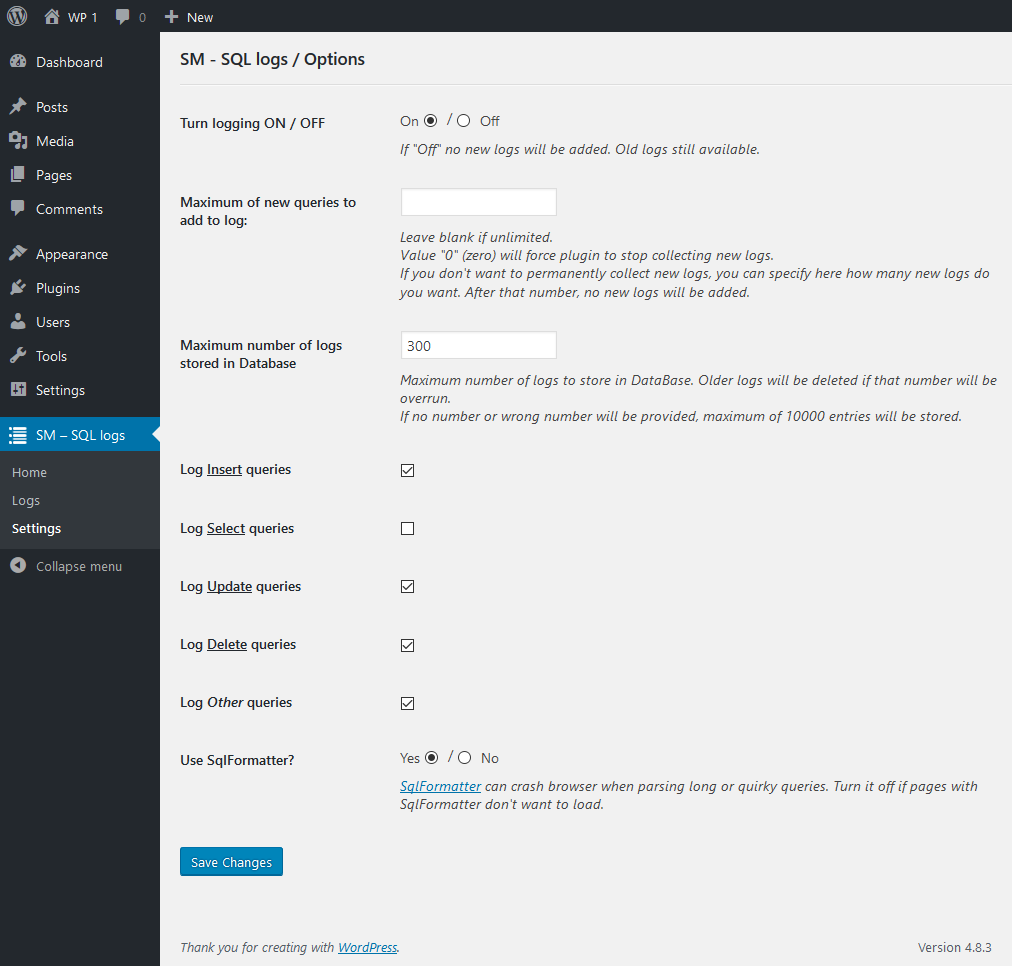 WP 1 0 New
Dashboard
Posts
Media
Pages
Comments
Appearance
Plugins
Users
Tools
Settings
SM – SQL logs
Home
Logs
Settings
Collapse menu
SM - SQL logs / Options
Turn logging ON / OFF
On / Off
If "Off" no new logs will be added. Old logs still available.
Maximum of new queries to
add to log:
Leave blank if unlimited.
Value "0" (zero) will force plugin to stop collecting new logs.
If you don't want to permanently collect new logs, you can specify here how many new logs do
you want. After that number, no new logs will be added.
Maximum number of logs
stored in Database
300
Maximum number of logs to store in DataBase. Older logs will be deleted if that number will be
overrun.
If no number or wrong number will be provided, maximum of 10000 entries will be stored.
Log Insert queries
Log Select queries
Log Update queries
Log Delete queries
Log Other queries
Use SqlFormatter?
Yes / No
SqlFormatter can crash browser when parsing long or quirky queries. Turn it off if pages with
SqlFormatter don't want to load.
Save Changes
Thank you for creating with WordPress.
Version 4.8.3